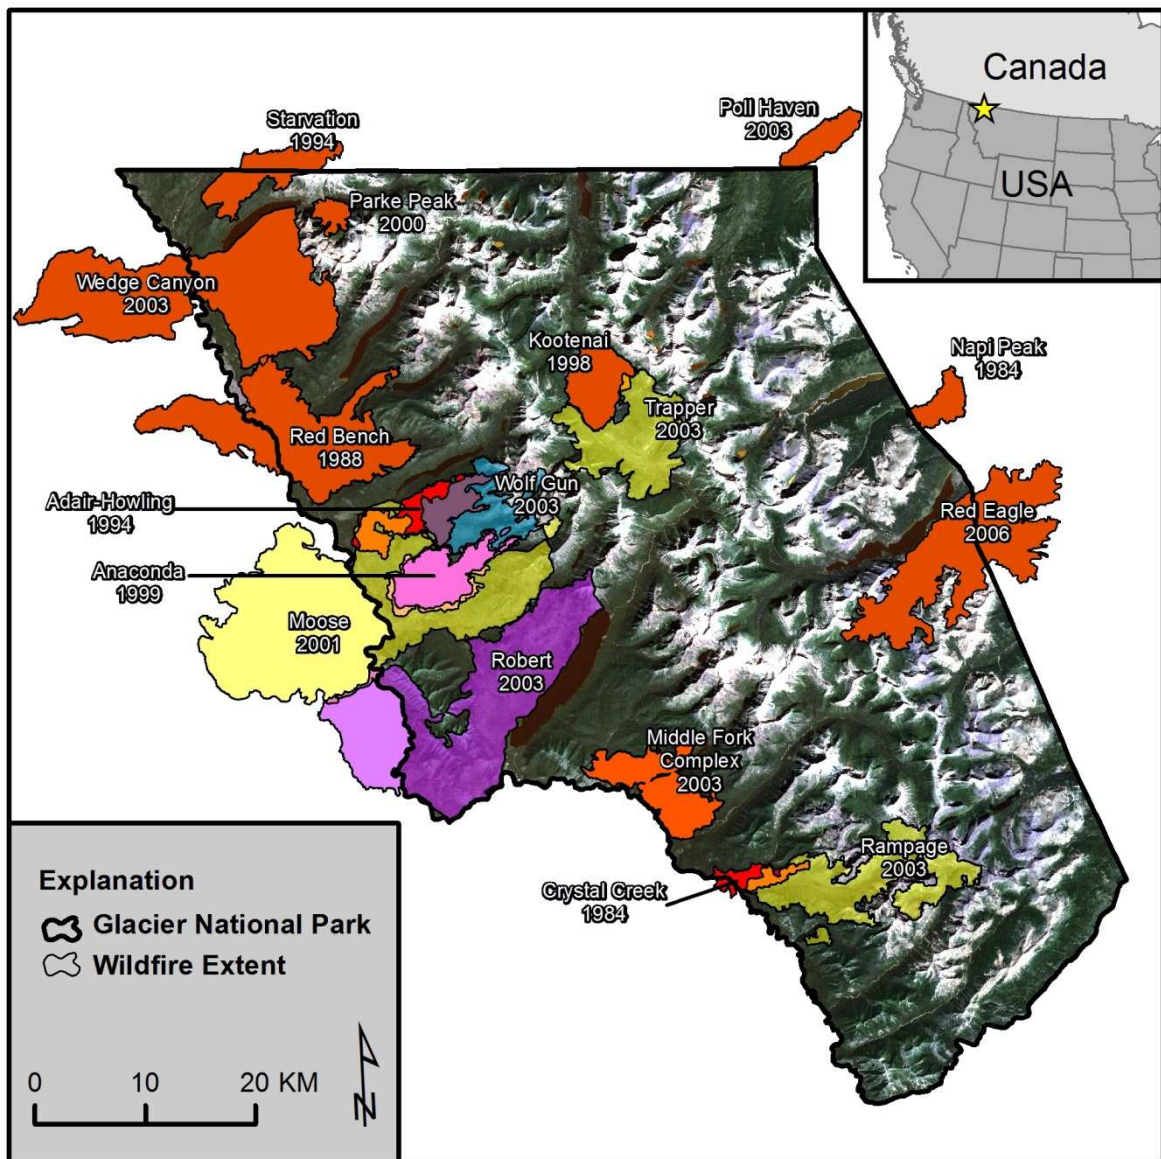 Canada
USA
Starvation
1994
Poll Haven
2003
Parke Peak
2000
Wedge Canyon
2003
Kootenai
1998
Napi Peak
1984
Trapper
2003
Red Bench
1988
Wolf Gun
2003
Adair-Howling
1994
Red Eagle
2006
Anaconda
1999
Moose
2001
Robert
2003
Middle Fork
Complex
2003
Rampage
2003
Crystal Creek
1984
Explanation
Glacier National Park
Wildfire Extent
0 10 20 KM
N